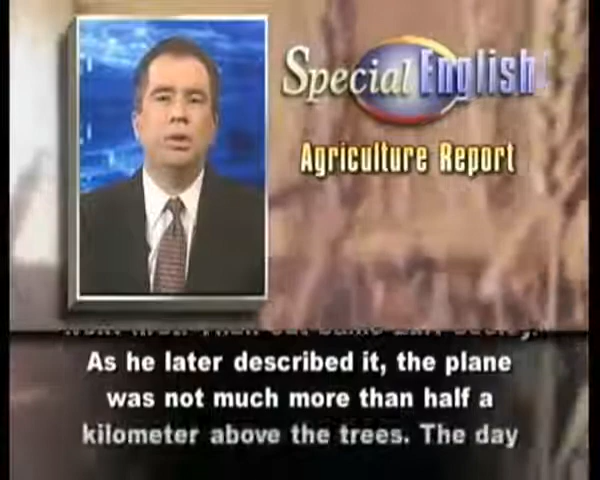 Special English
Agriculture Report
As he later described it, the plane
was not much more than half a
kilometer above the trees. The day